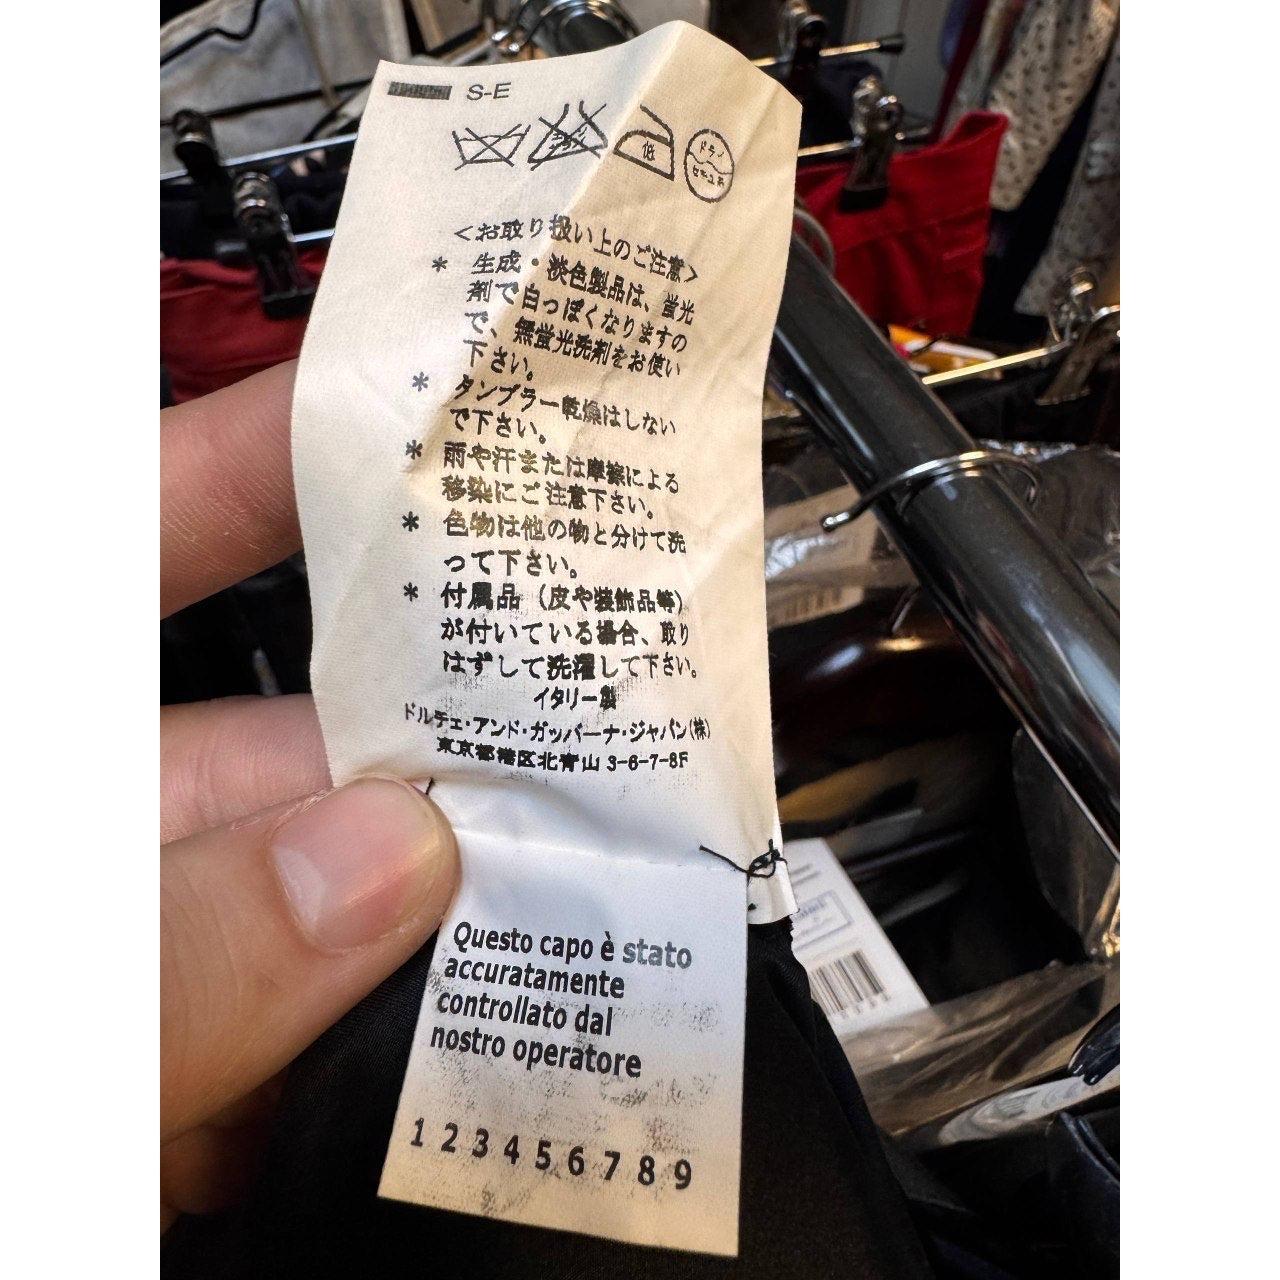 S-E
低
ドライ
セキユ系
<お取り扱い上のご注意>
* 生成・淡色製品は、蛍光
剤で白っぽくなりますの
で、無蛍光洗剤をお使い
下さい。
* タンブラー乾燥はしない
で下さい。
* 雨や汗または摩擦による
移染にご注意下さい。
* 色物は他の物と分けて洗
って下さい。
* 付属品（皮や装飾品等）
が付いている場合、取り
はずして洗濯して下さい。
イタリー製
ドルチェ・アンド・ガッバーナ・ジャパン(株)
東京都港区北青山 3-6-7-8F
Questo capo è stato
accuratamente
controllato dal
nostro operatore
1 2 3 4 5 6 7 8 9